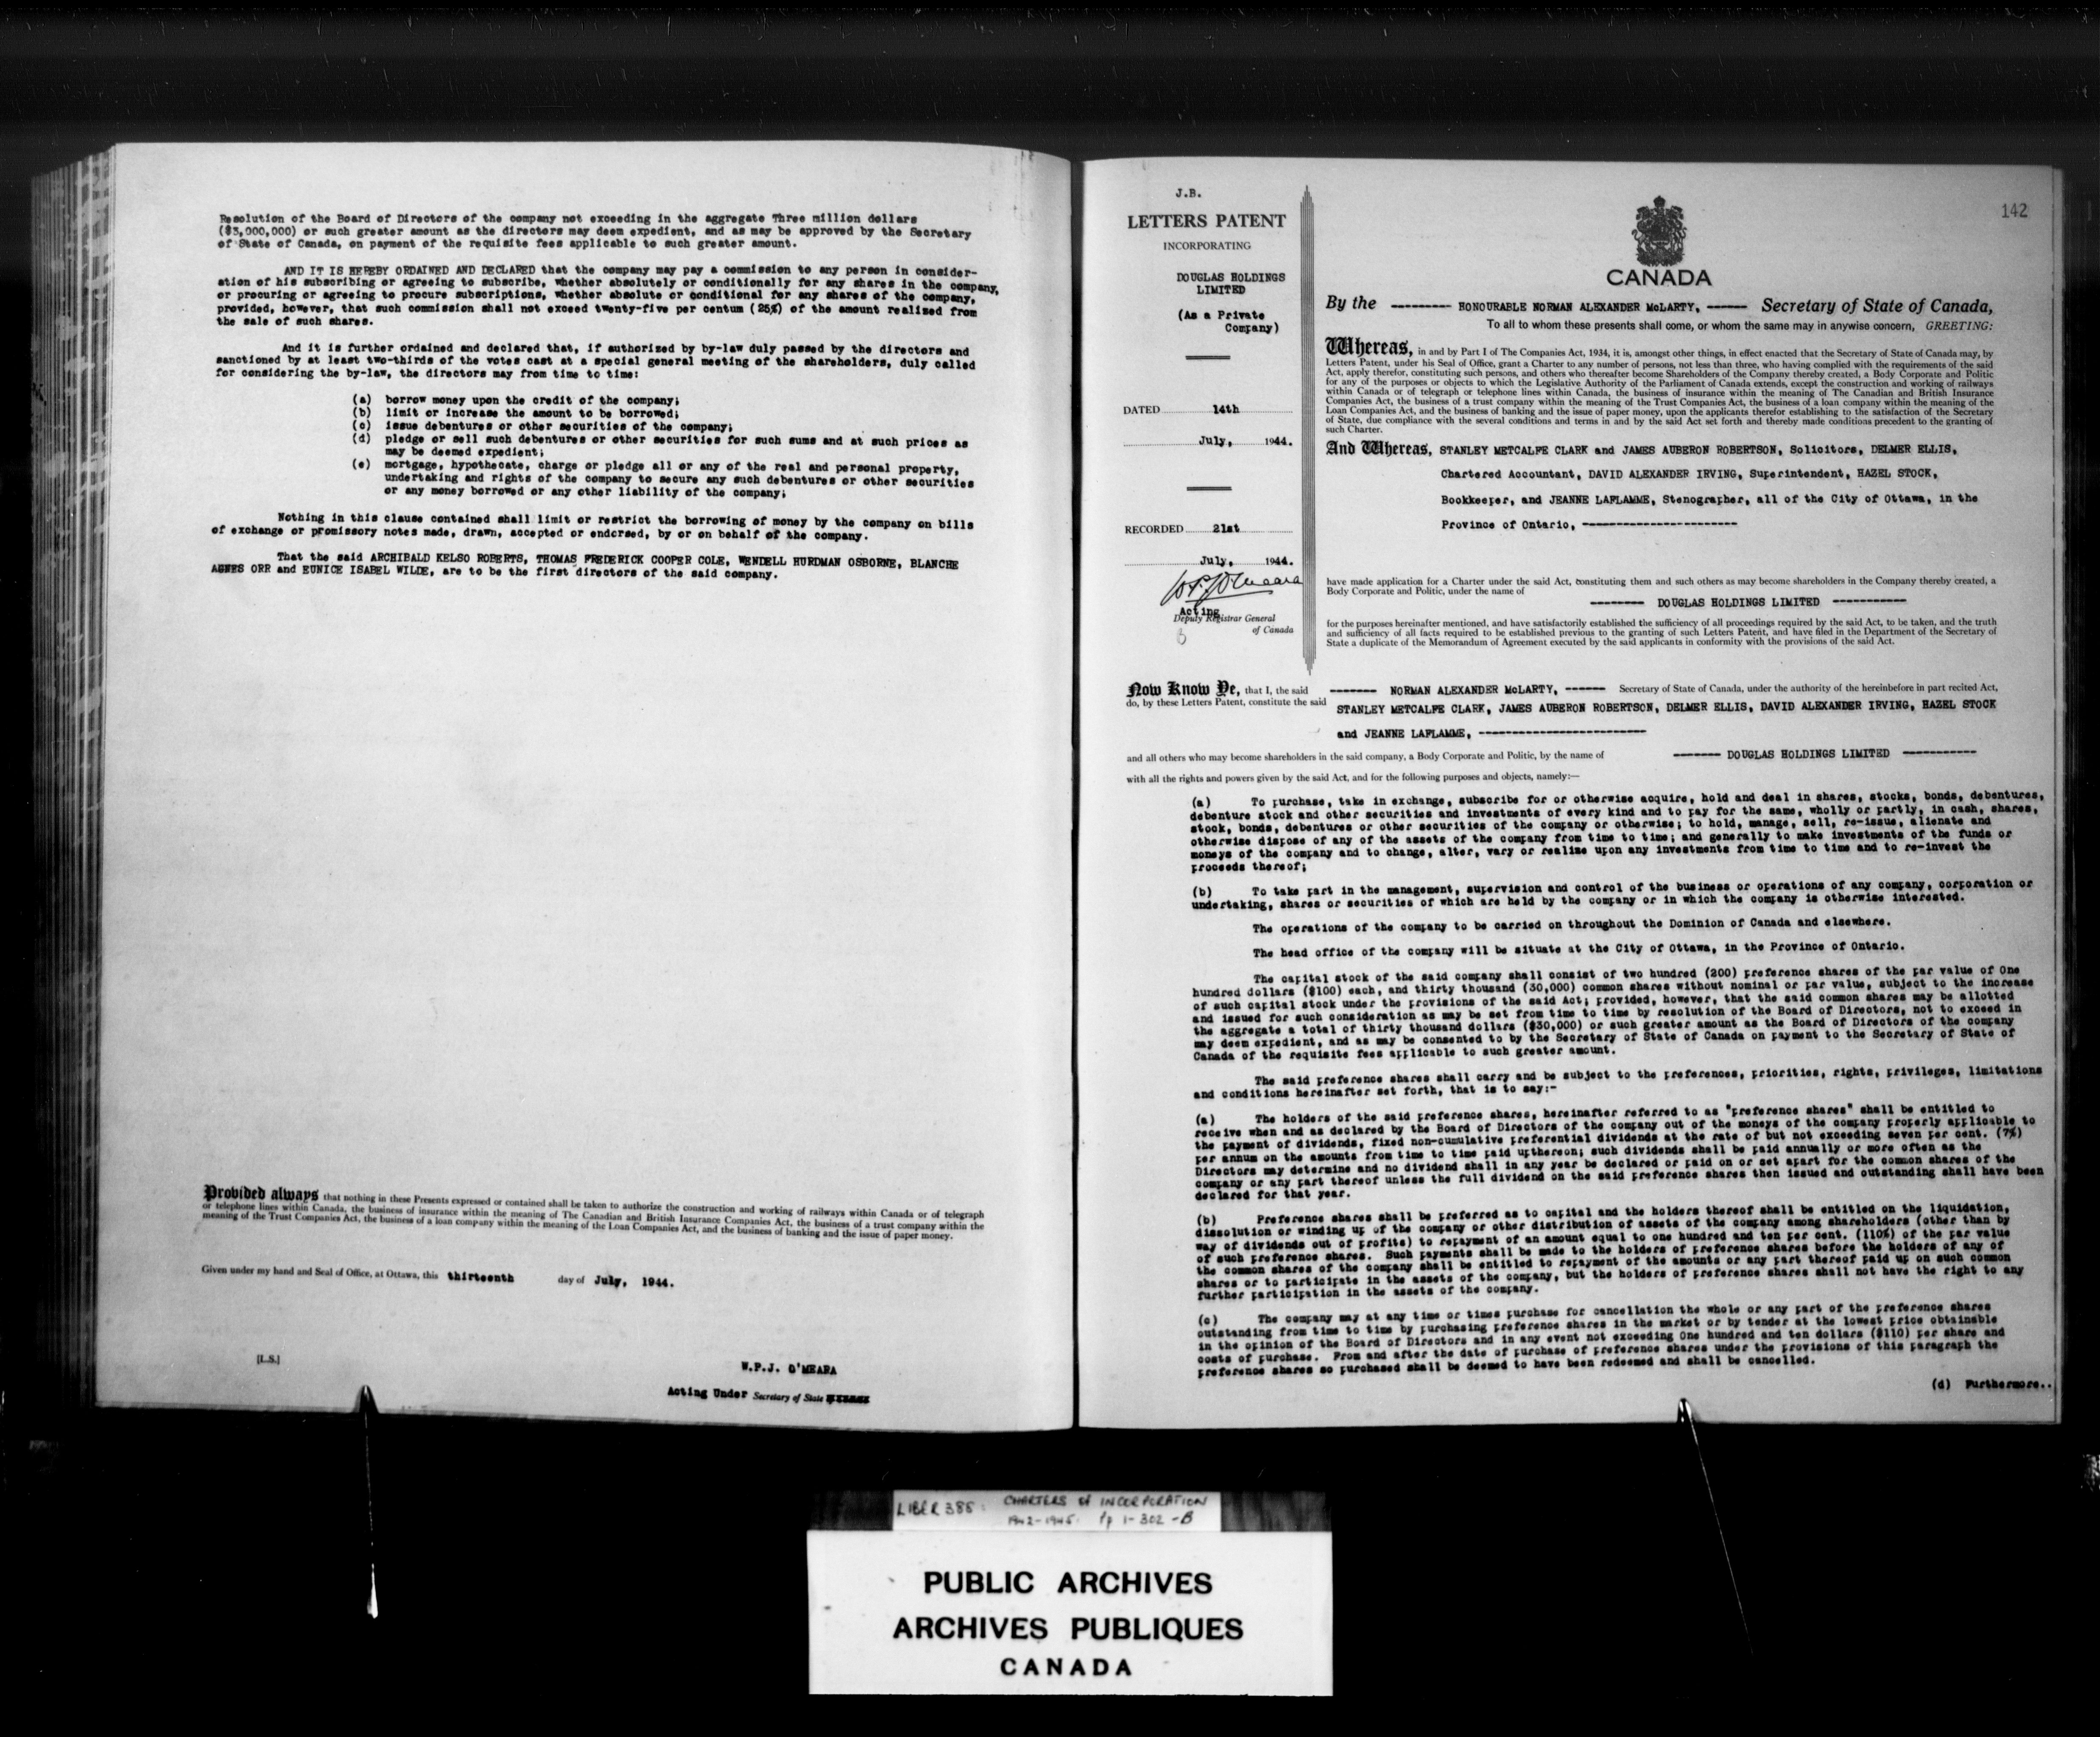 Resolution of the Board of Directors of the company not exceeding in the aggregate Three million dollars
($3,000,000) or such greater amount as the directors may deem expedient, and as may be approved by the Secretary
of State of Canada, on payment of the requisite fees applicable to such greater amount.
AND IT IS HEREBY ORDAINED AND DECLARED that the company may pay a commission to any person in consider-
ation of his subscribing or agreeing to subscribe, whether absolutely or conditionally for any shares in the company,
or procuring or agreeing to procure subscriptions, whether absolute or conditional for any shares of the company,
provided, however, that such commission shall not exceed twenty-five per centum (25%) of the amount realized from
the sale of such shares.
And it is further ordained and declared that, if authorized by by-law duly passed by the directors and
sanctioned by at least two-thirds of the votes cast at a special general meeting of the shareholders, duly called
for considering the by-law, the directors may from time to time:
(a) borrow money upon the credit of the company;
(b) limit or increase the amount to be borrowed;
(c) issue debentures or other securities of the company;
(d) pledge or sell such debentures or other securities for such sums and at such prices as
may be deemed expedient;
(e) mortgage, hypothecate, charge or pledge all or any of the real and personal property,
undertaking and rights of the company to secure any such debentures or other securities
or any money borrowed or any other liability of the company;
Nothing in this clause contained shall limit or restrict the borrowing of money by the company on bills
of exchange or promissory notes made, drawn, accepted or endorsed, by or on behalf of the company.
That the said ARCHIBALD KELSO ROBERTS, THOMAS FREDERICK COOPER COLE, WENDELL HURDMAN OSBORNE, BLANCHE
AGNES ORR and EUNICE ISABEL WILDE, are to be the first directors of the said company.
Provided always that nothing in these Presents expressed or contained shall be taken to authorize the construction and working of railways within Canada or of telegraph
or telephone lines within Canada, the business of insurance within the meaning of The Canadian and British Insurance Companies Act, the business of a trust company within the
meaning of the Trust Companies Act, the business of a loan company within the meaning of the Loan Companies Act, and the business of banking and the issue of paper money.
Given under my hand and Seal of Office, at Ottawa, this thirteenth day of July, 1944.
[L.S.]
W.P.J. O'MEARA
Acting Under Secretary of State
J.B.
LETTERS PATENT
INCORPORATING
DOUGLAS HOLDINGS
LIMITED
(As a Private
Company)
DATED 14th
July, 1944.
RECORDED 21st
July, 1944.
Acting
Deputy Registrar General
of Canada
142
CANADA
By the -------- HONOURABLE NORMAN ALEXANDER McLARTY, ------ Secretary of State of Canada,
To all to whom these presents shall come, or whom the same may in anywise concern, GREETING:
Whereas, in and by Part I of The Companies Act, 1934, it is, amongst other things, in effect enacted that the Secretary of State of Canada may, by
Letters Patent, under his Seal of Office, grant a Charter to any number of persons, not less than three, who having complied with the requirements of the said
Act, apply therefor, constituting such persons, and others who thereafter become Shareholders of the Company thereby created, a Body Corporate and Politic
for any of the purposes or objects to which the Legislative Authority of the Parliament of Canada extends, except the construction and working of railways
within Canada or of telegraph or telephone lines within Canada, the business of insurance within the meaning of The Canadian and British Insurance
Companies Act, the business of a trust company within the meaning of the Trust Companies Act, the business of a loan company within the meaning of the
Loan Companies Act, and the business of banking and the issue of paper money, upon the applicants therefor establishing to the satisfaction of the Secretary
of State, due compliance with the several conditions and terms in and by the said Act set forth and thereby made conditions precedent to the granting of
such Charter.
And Whereas, STANLEY METCALFE CLARK and JAMES AUBERON ROBERTSON, Solicitors, DELMER ELLIS,
Chartered Accountant, DAVID ALEXANDER IRVING, Superintendent, HAZEL STOCK,
Bookkeeper, and JEANNE LAFLAMME, Stenographer, all of the City of Ottawa, in the
Province of Ontario, -----------------------
have made application for a Charter under the said Act, constituting them and such others as may become shareholders in the Company thereby created, a
Body Corporate and Politic, under the name of
-------- DOUGLAS HOLDINGS LIMITED -----------
for the purposes hereinafter mentioned, and have satisfactorily established the sufficiency of all proceedings required by the said Act, to be taken, and the truth
and sufficiency of all facts required to be established previous to the granting of such Letters Patent, and have filed in the Department of the Secretary of
State a duplicate of the Memorandum of Agreement executed by the said applicants in conformity with the provisions of the said Act.
Now Know Ye, that I, the said ------- NORMAN ALEXANDER McLARTY, ------ Secretary of State of Canada, under the authority of the hereinbefore in part recited Act,
do, by these Letters Patent, constitute the said STANLEY METCALFE CLARK, JAMES AUBERON ROBERTSON, DELMER ELLIS, DAVID ALEXANDER IRVING, HAZEL STOCK
and JEANNE LAFLAMME, -------------------------
and all others who may become shareholders in the said company, a Body Corporate and Politic, by the name of ------- DOUGLAS HOLDINGS LIMITED -----------
with all the rights and powers given by the said Act, and for the following purposes and objects, namely:—
(a) To purchase, take in exchange, subscribe for or otherwise acquire, hold and deal in shares, stocks, bonds, debentures,
debenture stock and other securities and investments of every kind and to pay for the same, wholly or partly, in cash, shares,
stock, bonds, debentures or other securities of the company or otherwise; to hold, manage, sell, re-issue, alienate and
otherwise dispose of any of the assets of the company from time to time; and generally to make investments of the funds or
moneys of the company and to change, alter, vary or realize upon any investments from time to time and to re-invest the
proceeds thereof;
(b) To take part in the management, supervision and control of the business or operations of any company, corporation or
undertaking, shares or securities of which are held by the company or in which the company is otherwise interested.
The operations of the company to be carried on throughout the Dominion of Canada and elsewhere.
The head office of the company will be situate at the City of Ottawa, in the Province of Ontario.
The capital stock of the said company shall consist of two hundred (200) preference shares of the par value of One
hundred dollars ($100) each, and thirty thousand (30,000) common shares without nominal or par value, subject to the increase
of such capital stock under the provisions of the said Act; provided, however, that the said common shares may be allotted
and issued for such consideration as may be set from time to time by resolution of the Board of Directors, not to exceed in
the aggregate a total of thirty thousand dollars ($30,000) or such greater amount as the Board of Directors of the company
may deem expedient, and as may be consented to by the Secretary of State of Canada on payment to the Secretary of State of
Canada of the requisite fees applicable to such greater amount.
The said preference shares shall carry and be subject to the preferences, priorities, rights, privileges, limitations
and conditions hereinafter set forth, that is to say:-
(a) The holders of the said preference shares, hereinafter referred to as "preference shares" shall be entitled to
receive when and as declared by the Board of Directors of the company out of the moneys of the company properly applicable to
the payment of dividends, fixed non-cumulative preferential dividends at the rate of but not exceeding seven per cent. (7%)
per annum on the amounts from time to time paid upthereon; such dividends shall be paid annually or more often as the
Directors may determine and no dividend shall in any year be declared or paid on or set apart for the common shares of the
company or any part thereof unless the full dividend on the said preference shares then issued and outstanding shall have been
declared for that year.
(b) Preference shares shall be preferred as to capital and the holders thereof shall be entitled on the liquidation,
dissolution or winding up of the company or other distribution of assets of the company among shareholders (other than by
way of dividends out of profits) to repayment of an amount equal to one hundred and ten per cent. (110%) of the par value
of such preference shares. Such payments shall be made to the holders of preference shares before the holders of any of
the common shares of the company shall be entitled to repayment of the amounts or any part thereof paid up on such common
shares or to participate in the assets of the company, but the holders of preference shares shall not have the right to any
further participation in the assets of the company.
(c) The company may at any time or times purchase for cancellation the whole or any part of the preference shares
outstanding from time to time by purchasing preference shares in the market or by tender at the lowest price obtainable
in the opinion of the Board of Directors and in any event not exceeding One hundred and ten dollars ($110) per share and
costs of purchase. From and after the date of purchase of preference shares under the provisions of this paragraph the
preference shares so purchased shall be deemed to have been redeemed and shall be cancelled.
(d) Furthermore..
LIBER 388: CHARTERS of INCORPORATION
1942-1945. pp 1-302 -B
PUBLIC ARCHIVES
ARCHIVES PUBLIQUES
CANADA